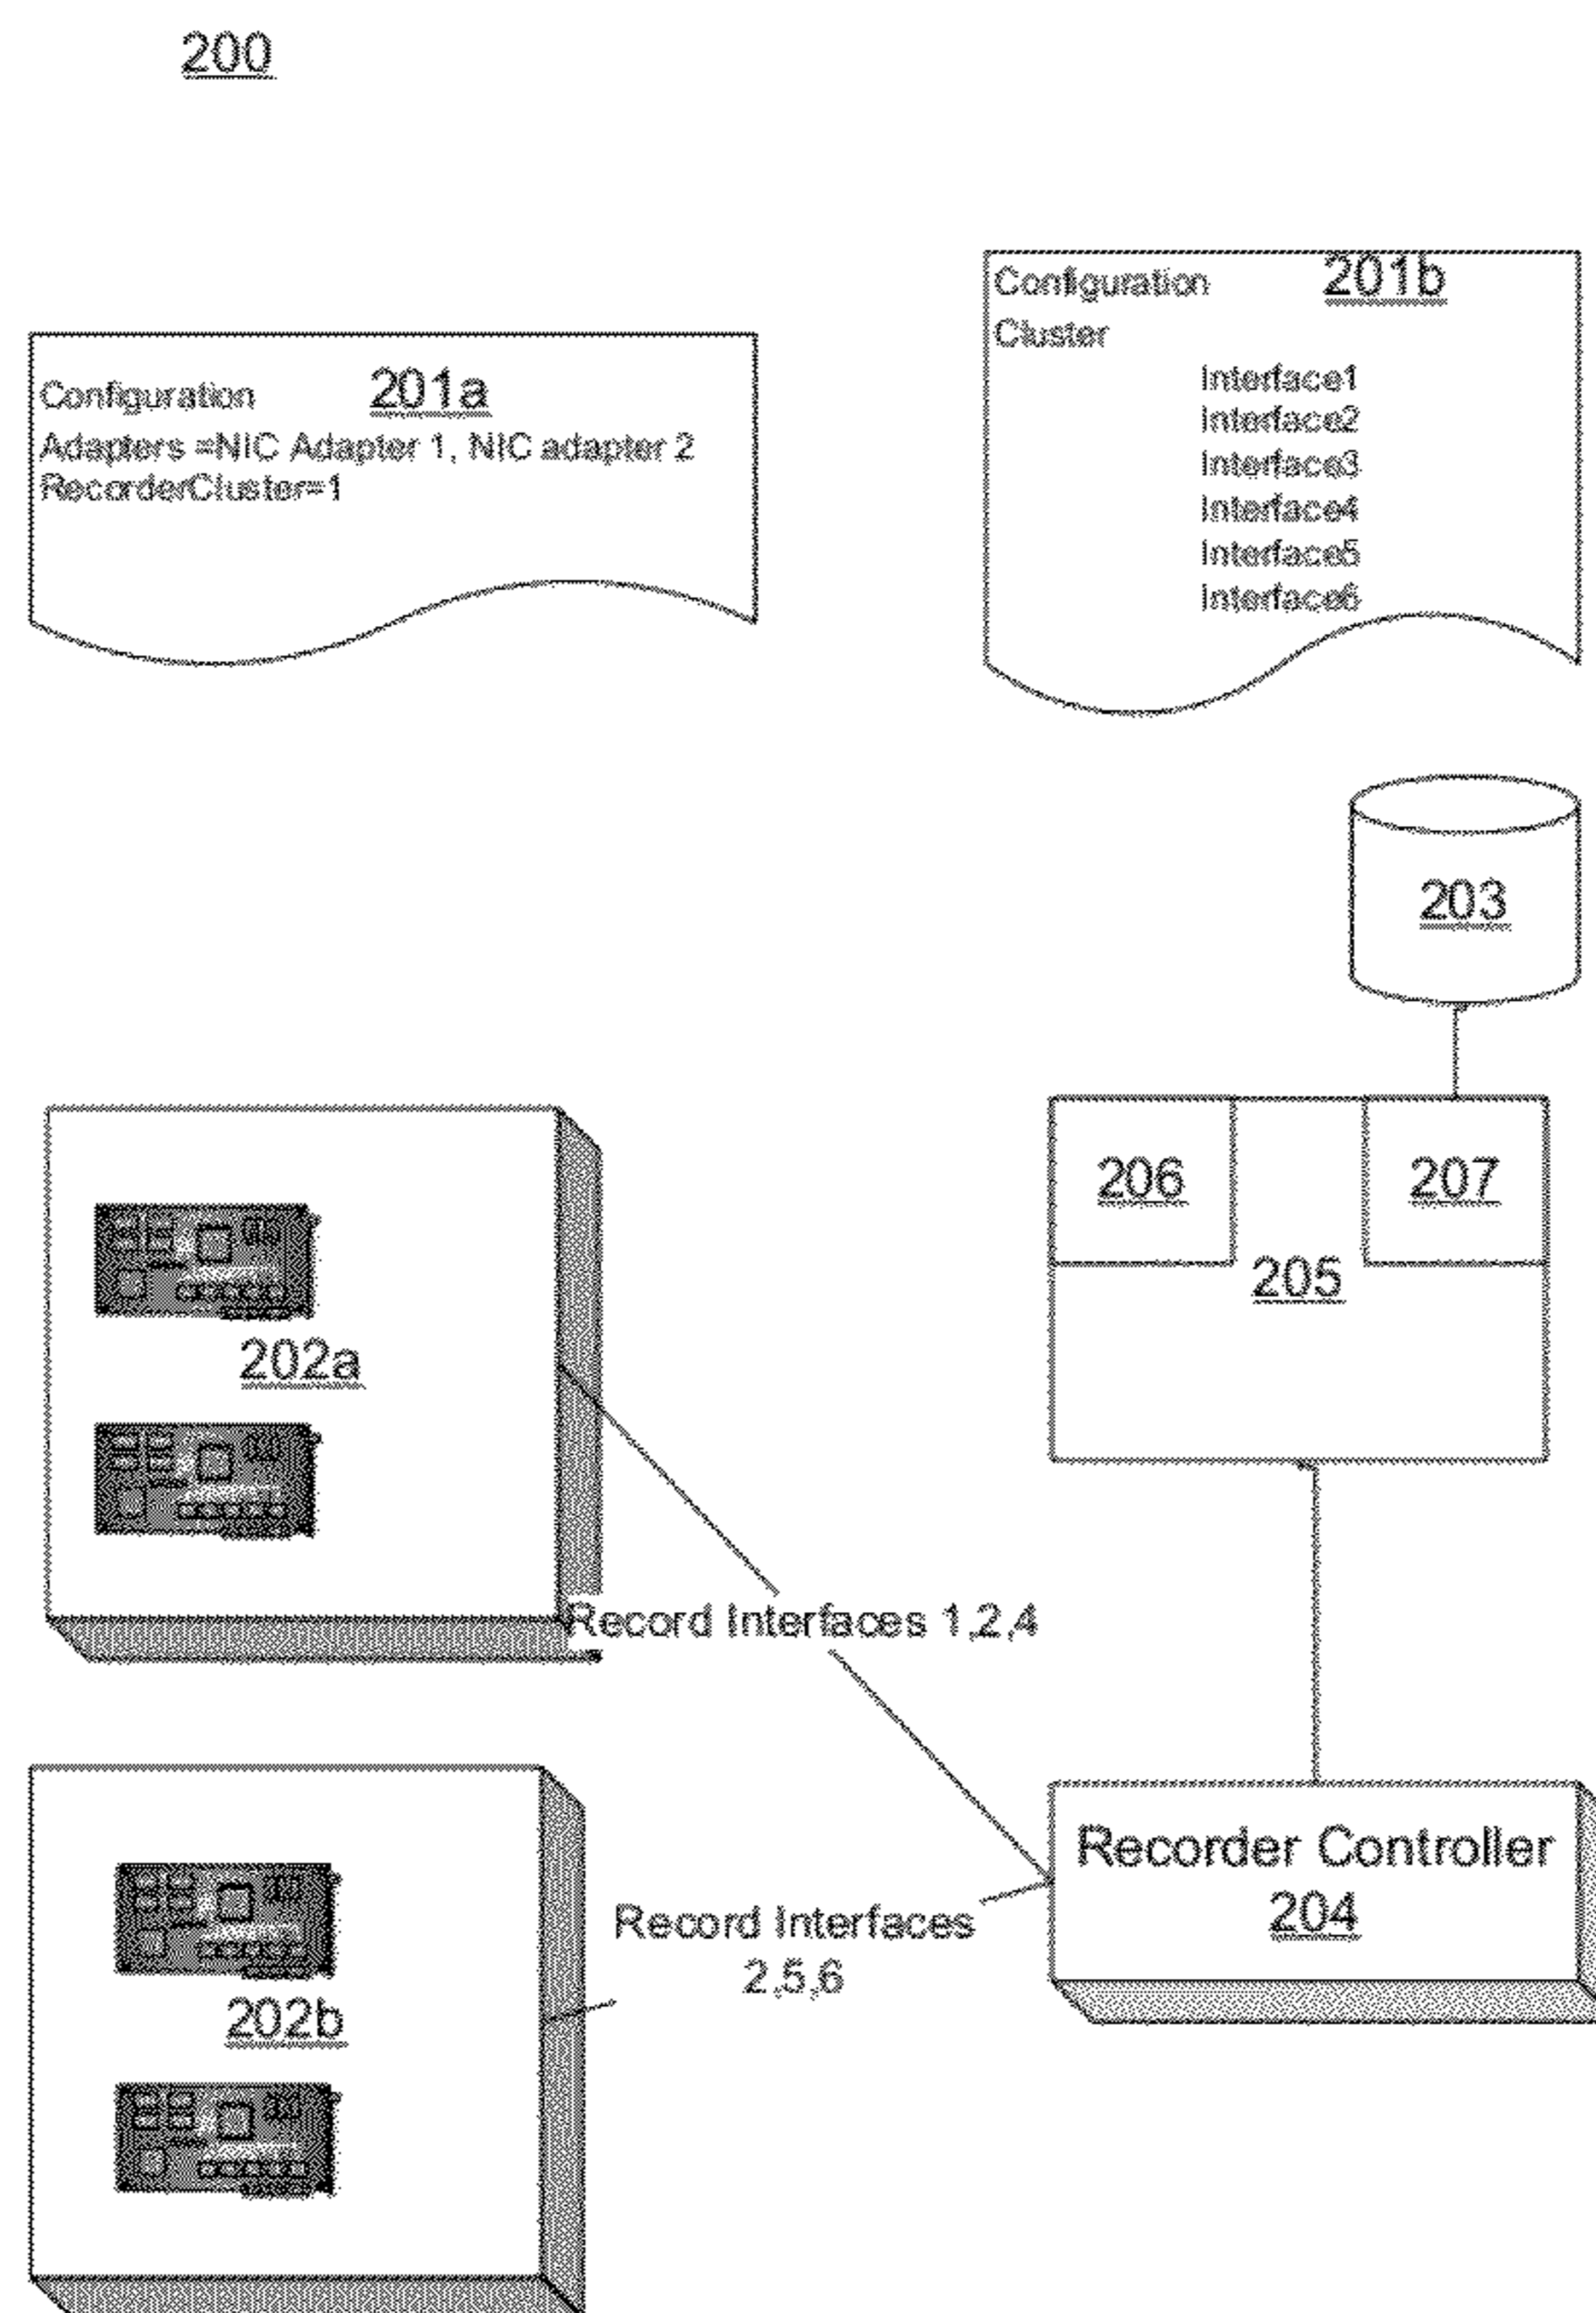 200
Configuration 201a
Adapters =NIC Adapter 1, NIC adapter 2
RecorderCluster=1
Configuration 201b
Cluster
Interface1
Interface2
Interface3
Interface4
Interface5
Interface6
203
206
207
205
202a
Record Interfaces 1,2,4
202b
Record Interfaces
2,5,6
Recorder Controller
204